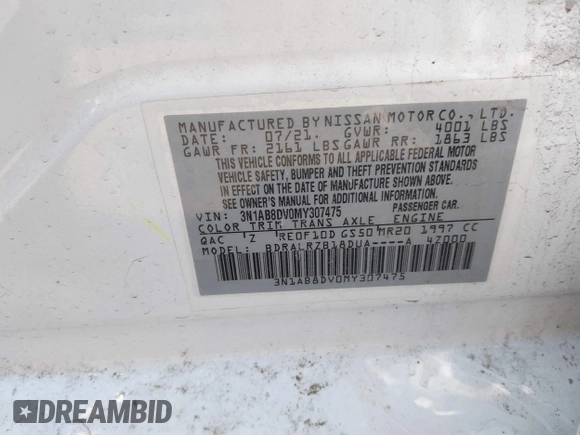 MANUFACTURED BY NISSAN MOTOR CO., LTD.
DATE: 07/21. GVWR: 4001 LBS
GAWR FR: 2161 LBS GAWR RR: 1863 LBS
THIS VEHICLE CONFORMS TO ALL APPLICABLE FEDERAL MOTOR
VEHICLE SAFETY, BUMPER AND THEFT PREVENTION STANDARDS
IN EFFECT ON THE DATE OF MANUFACTURE SHOWN ABOVE.
SEE OWNER'S MANUAL FOR MORE INFORMATION
VIN: 3N1AB8DV0MY307475 PASSENGER CAR.
COLOR TRIM TRANS AXLE ENGINE
QAC Z RE0F10D GS50 MR20 1997 CC
MODEL: BDRALRZB18DUA----A 47000
3N1AB8DV0MY307475
DREAMBID